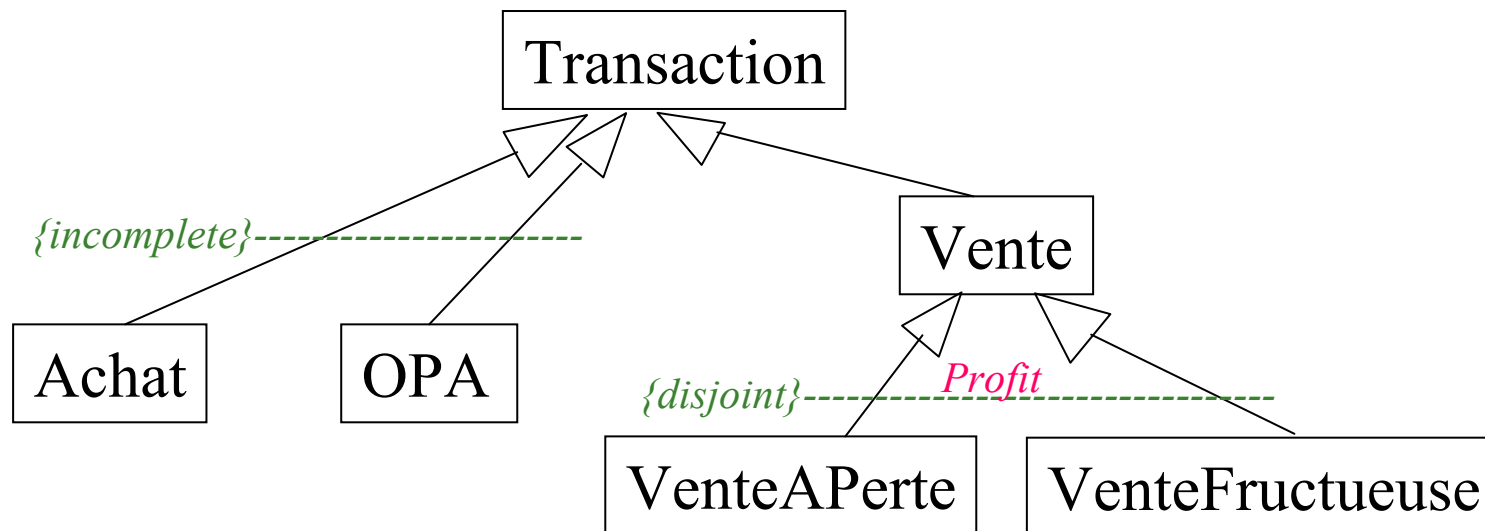 Transaction
{incomplete}
Vente
Achat
OPA
Profit
{disjoint}
VenteAPerte
VenteFructueuse